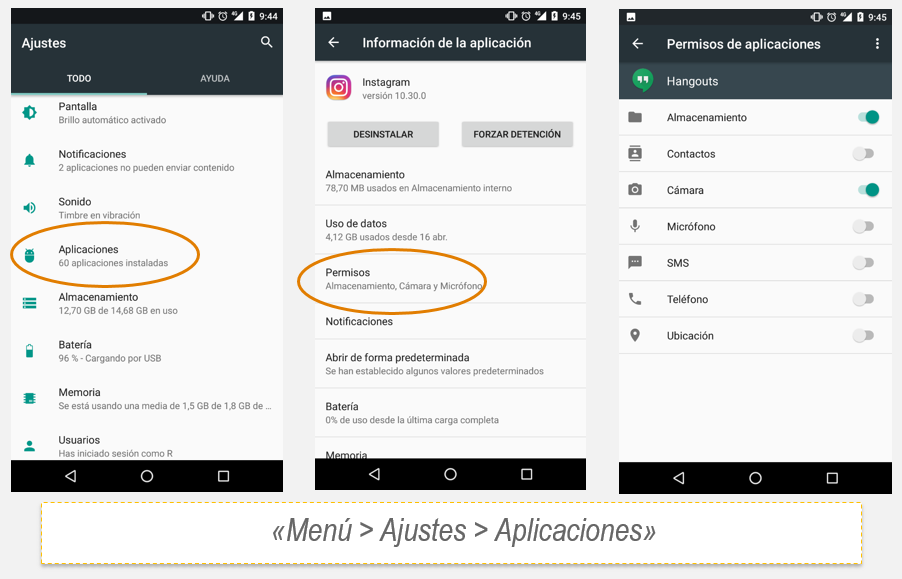 4G 9:44
Ajustes
TODO
AYUDA
Pantalla
Brillo automático activado
Notificaciones
2 aplicaciones no pueden enviar contenido
Sonido
Timbre en vibración
Aplicaciones
60 aplicaciones instaladas
Almacenamiento
12,70 GB de 14,68 GB en uso
Batería
96 % - Cargando por USB
Memoria
Se está usando una media de 1,5 GB de 1,8 GB de ...
Usuarios
Has iniciado sesión como R
4G 9:45
Información de la aplicación
Instagram
versión 10.30.0
DESINSTALAR
FORZAR DETENCIÓN
Almacenamiento
78,70 MB usados en Almacenamiento interno
Uso de datos
4,12 GB usados desde 16 abr.
Permisos
Almacenamiento, Cámara y Micrófono
Notificaciones
Abrir de forma predeterminada
Se han establecido algunos valores predeterminados
Batería
0% de uso desde la última carga completa
Memoria
4G 9:45
Permisos de aplicaciones
Hangouts
Almacenamiento
Contactos
Cámara
Micrófono
SMS
Teléfono
Ubicación
«Menú > Ajustes > Aplicaciones»